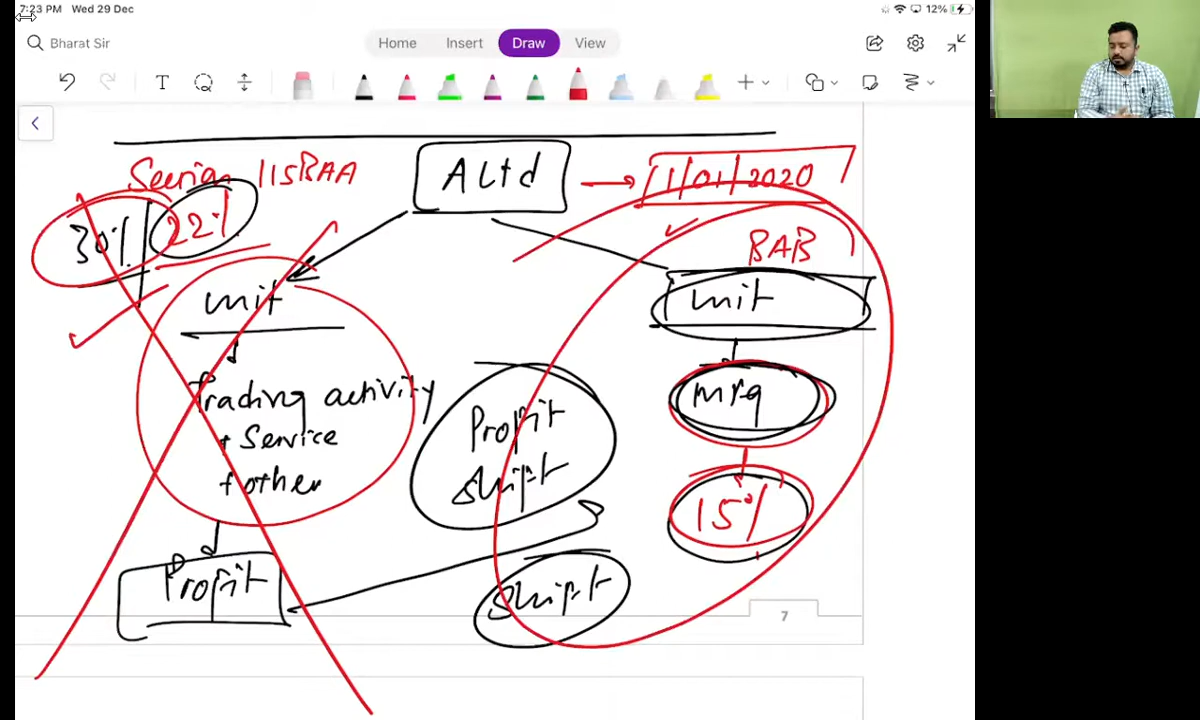 7:23 PM Wed 29 Dec
12%
Bharat Sir
Home Insert Draw View
115BAA
A Ltd
1/01/2020
30%
22%
BAB
unit
unit
Trading activity
+ Service
+ other
Profit
Shift
mfg
15%
Profit
Shift
7